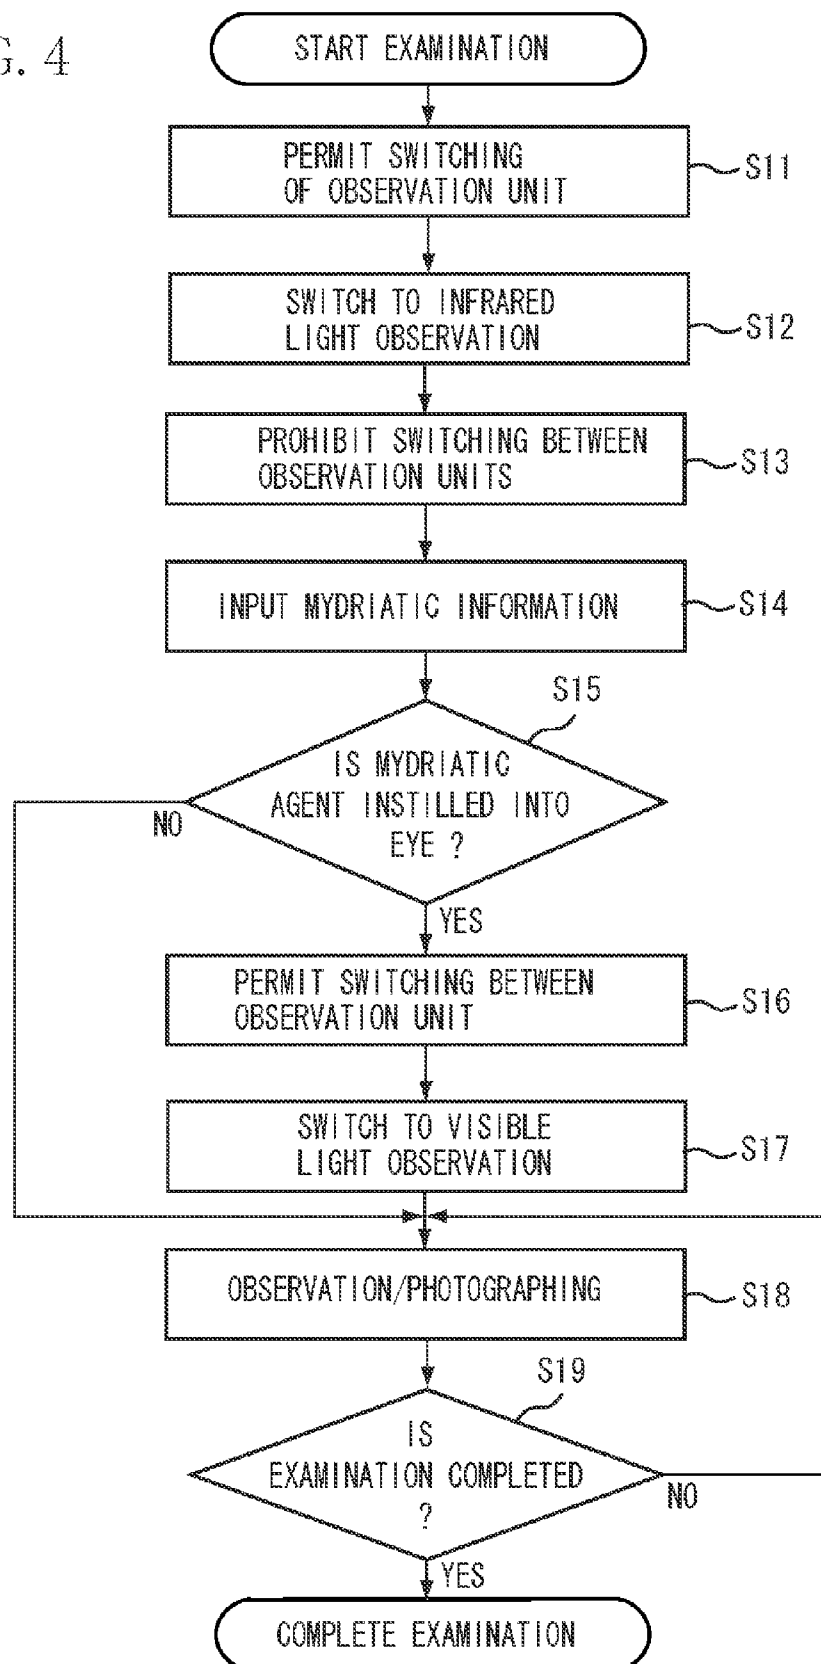 G. 4
START EXAMINATION
PERMIT SWITCHING
OF OBSERVATION UNIT
S11
SWITCH TO INFRARED
LIGHT OBSERVATION
S12
PROHIBIT SWITCHING BETWEEN
OBSERVATION UNITS
S13
INPUT MYDRIATIC INFORMATION
S14
S15
IS MYDRIATIC
AGENT INSTILLED INTO
EYE ?
NO
YES
PERMIT SWITCHING BETWEEN
OBSERVATION UNIT
S16
SWITCH TO VISIBLE
LIGHT OBSERVATION
S17
OBSERVATION/PHOTOGRAPHING
S18
S19
IS
EXAMINATION COMPLETED
?
NO
YES
COMPLETE EXAMINATION